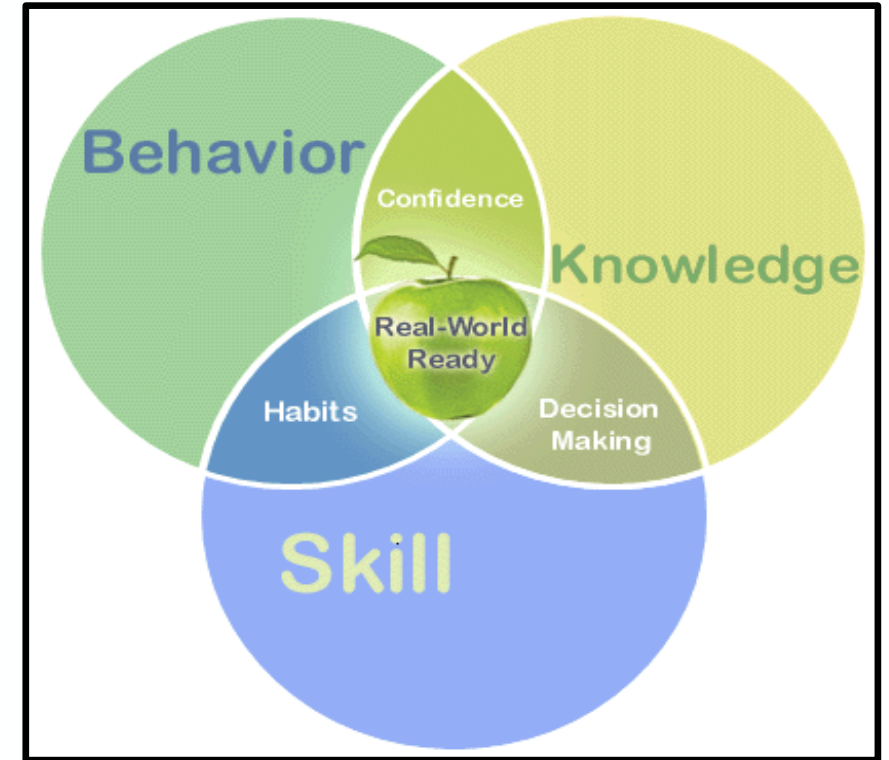 Behavior
Confidence
Knowledge
Real-World
Ready
Habits
Decision
Making
Skill